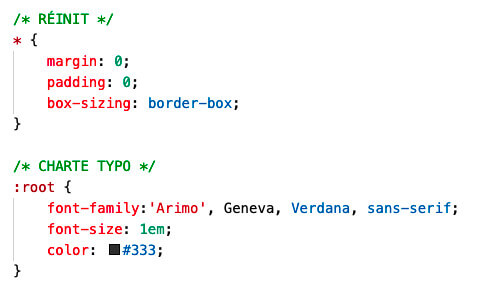 /* RÉINIT */
* {
    margin: 0;
    padding: 0;
    box-sizing: border-box;
}

/* CHARTE TYPO */
:root {
    font-family:'Arimo', Geneva, Verdana, sans-serif;
    font-size: 1em;
    color: #333;
}